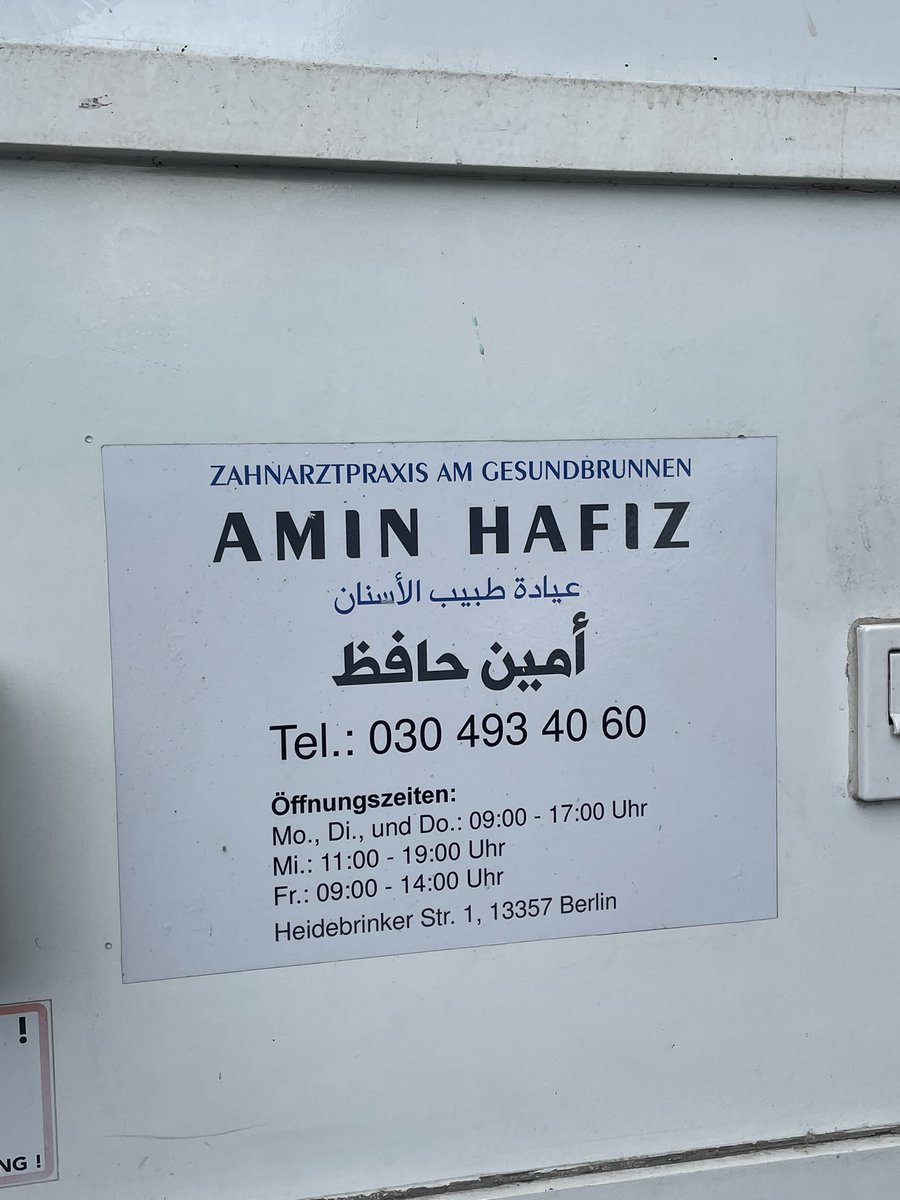 ZAHNARZTPRAXIS AM GESUNDBRUNNEN
AMIN HAFIZ
عيادة طبيب الأسنان
أمين حافظ
Tel.: 030 493 40 60
Öffnungszeiten:
Mo., Di., und Do.: 09:00 - 17:00 Uhr
Mi.: 11:00 - 19:00 Uhr
Fr.: 09:00 - 14:00 Uhr
Heidebrinker Str. 1, 13357 Berlin
!
NG !